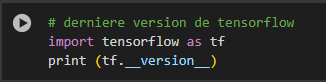 # derniere version de tensorflow
import tensorflow as tf
print (tf.__version__)